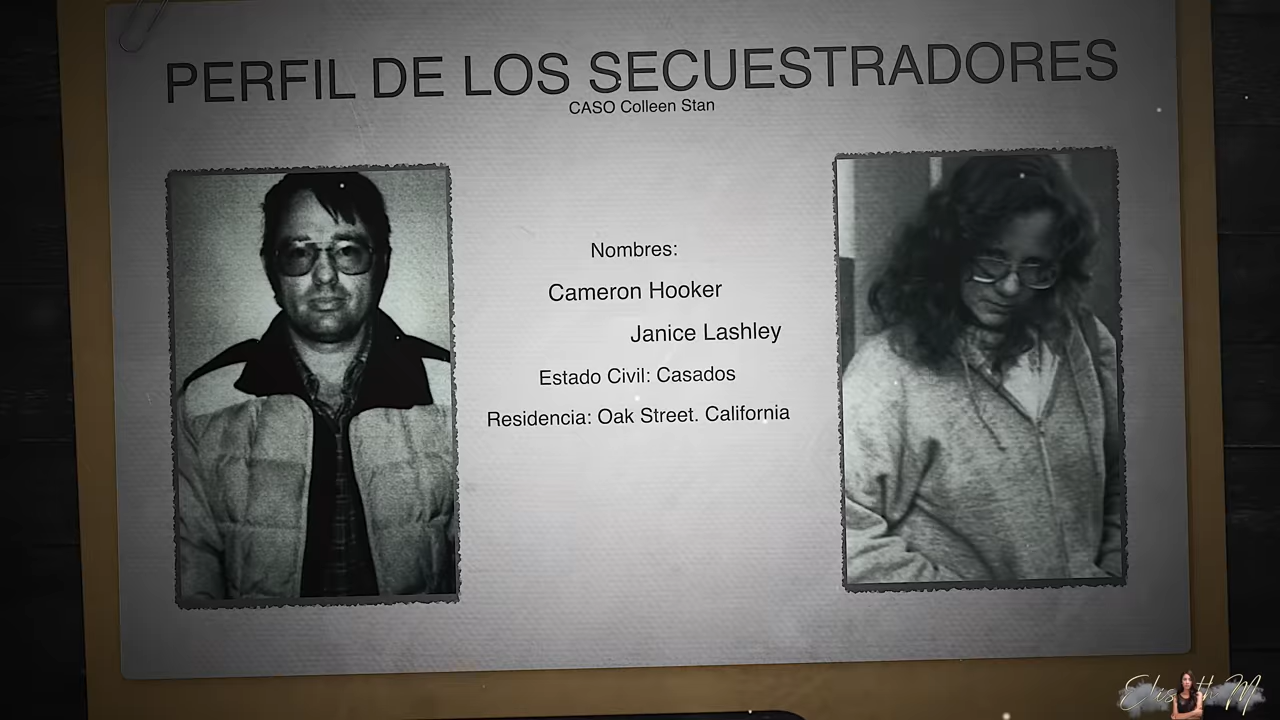 PERFIL DE LOS SECUESTRADORES
CASO Colleen Stan
Nombres:
Cameron Hooker
Janice Lashley
Estado Civil: Casados
Residencia: Oak Street. California